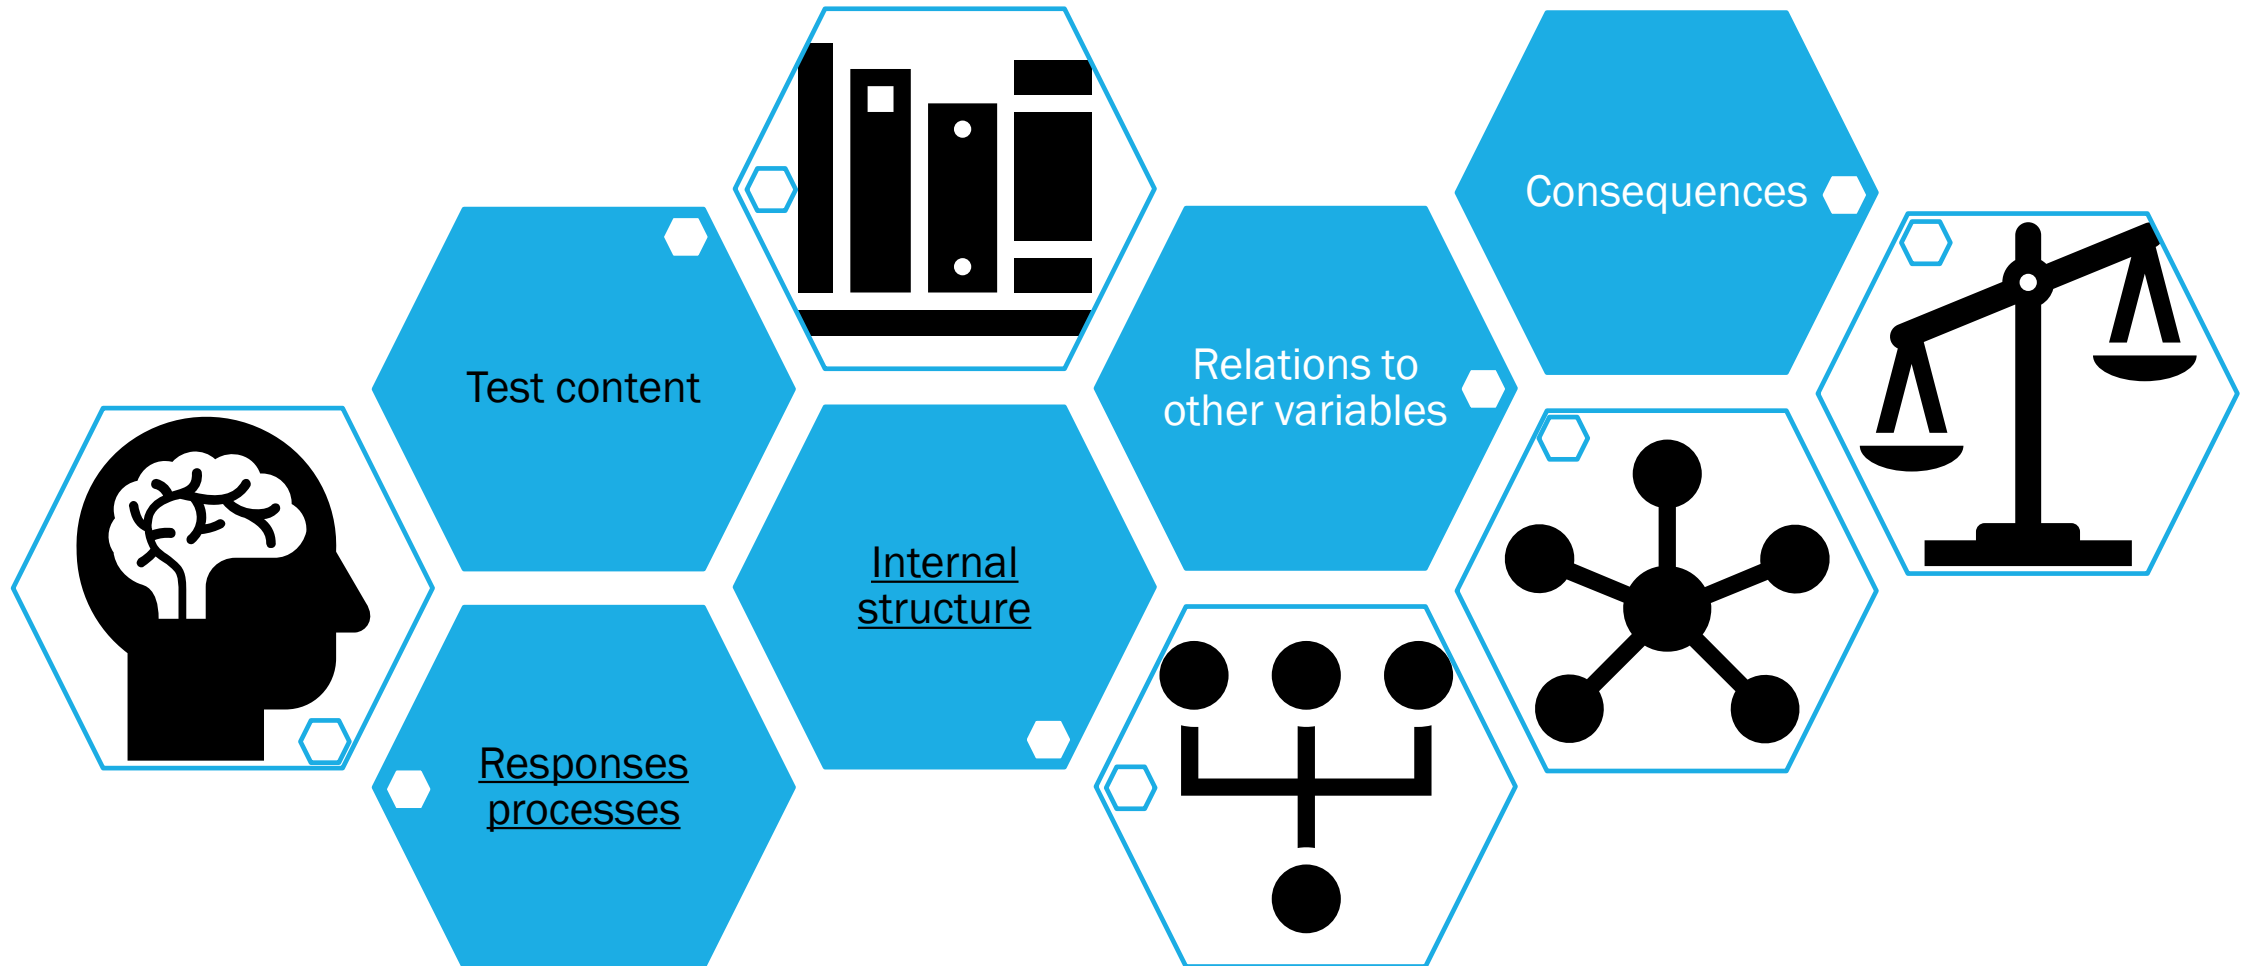 Test content
Responses
processes
Internal
structure
Relations to
other variables
Consequences